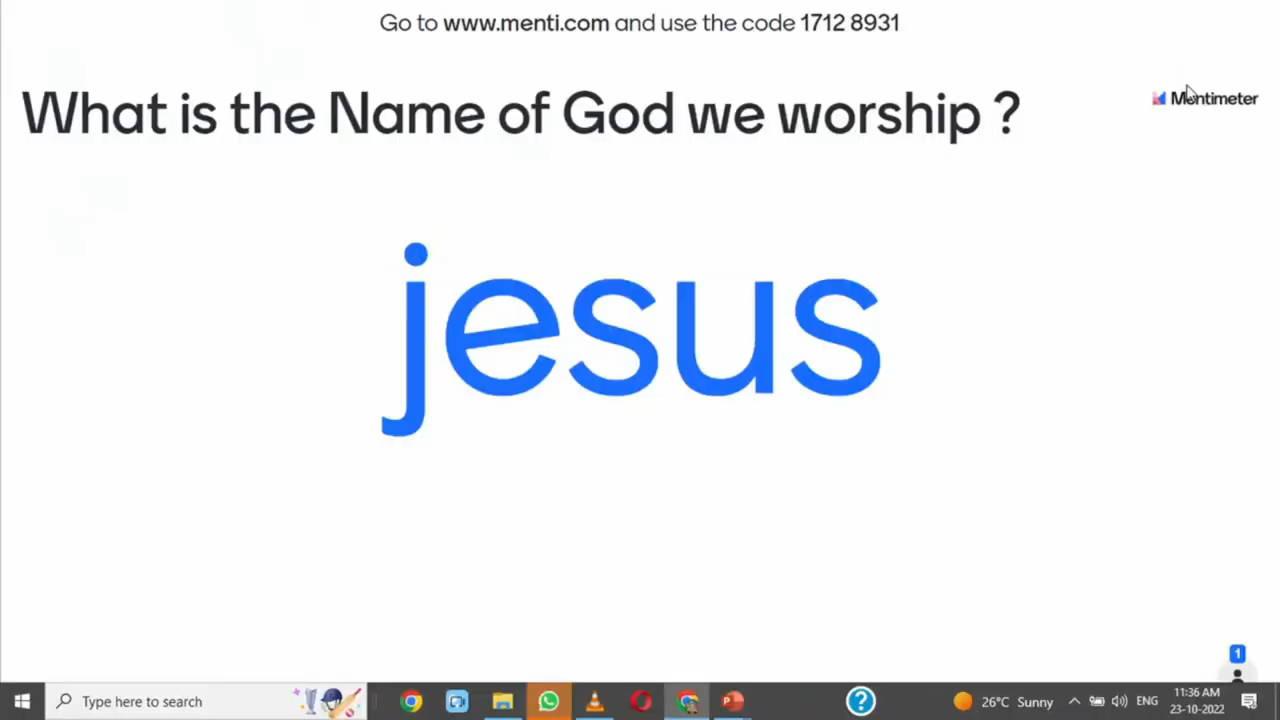 Go to www.menti.com and use the code 1712 8931
What is the Name of God we worship ?
Mentimeter
jesus
1
Type here to search
26°C Sunny
ENG
11:36 AM
23-10-2022